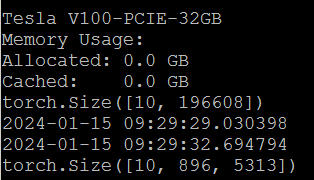 Tesla V100-PCIE-32GB
Memory Usage:
Allocated: 0.0 GB
Cached:    0.0 GB
torch.Size([10, 196608])
2024-01-15 09:29:29.030398
2024-01-15 09:29:32.694794
torch.Size([10, 896, 5313])